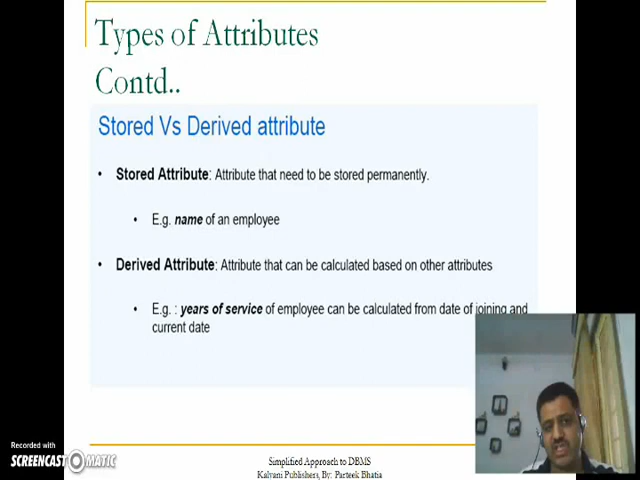 Types of Attributes
Contd..
Stored Vs Derived attribute
• Stored Attribute: Attribute that need to be stored permanently.
• E.g. name of an employee
• Derived Attribute: Attribute that can be calculated based on other attributes
• E.g. : years of service of employee can be calculated from date of joining and
current date
Recorded with
SCREENCAST MATIC
Simplified Approach to DBMS
Kalyani Publishers, By: Parteek Bhatia